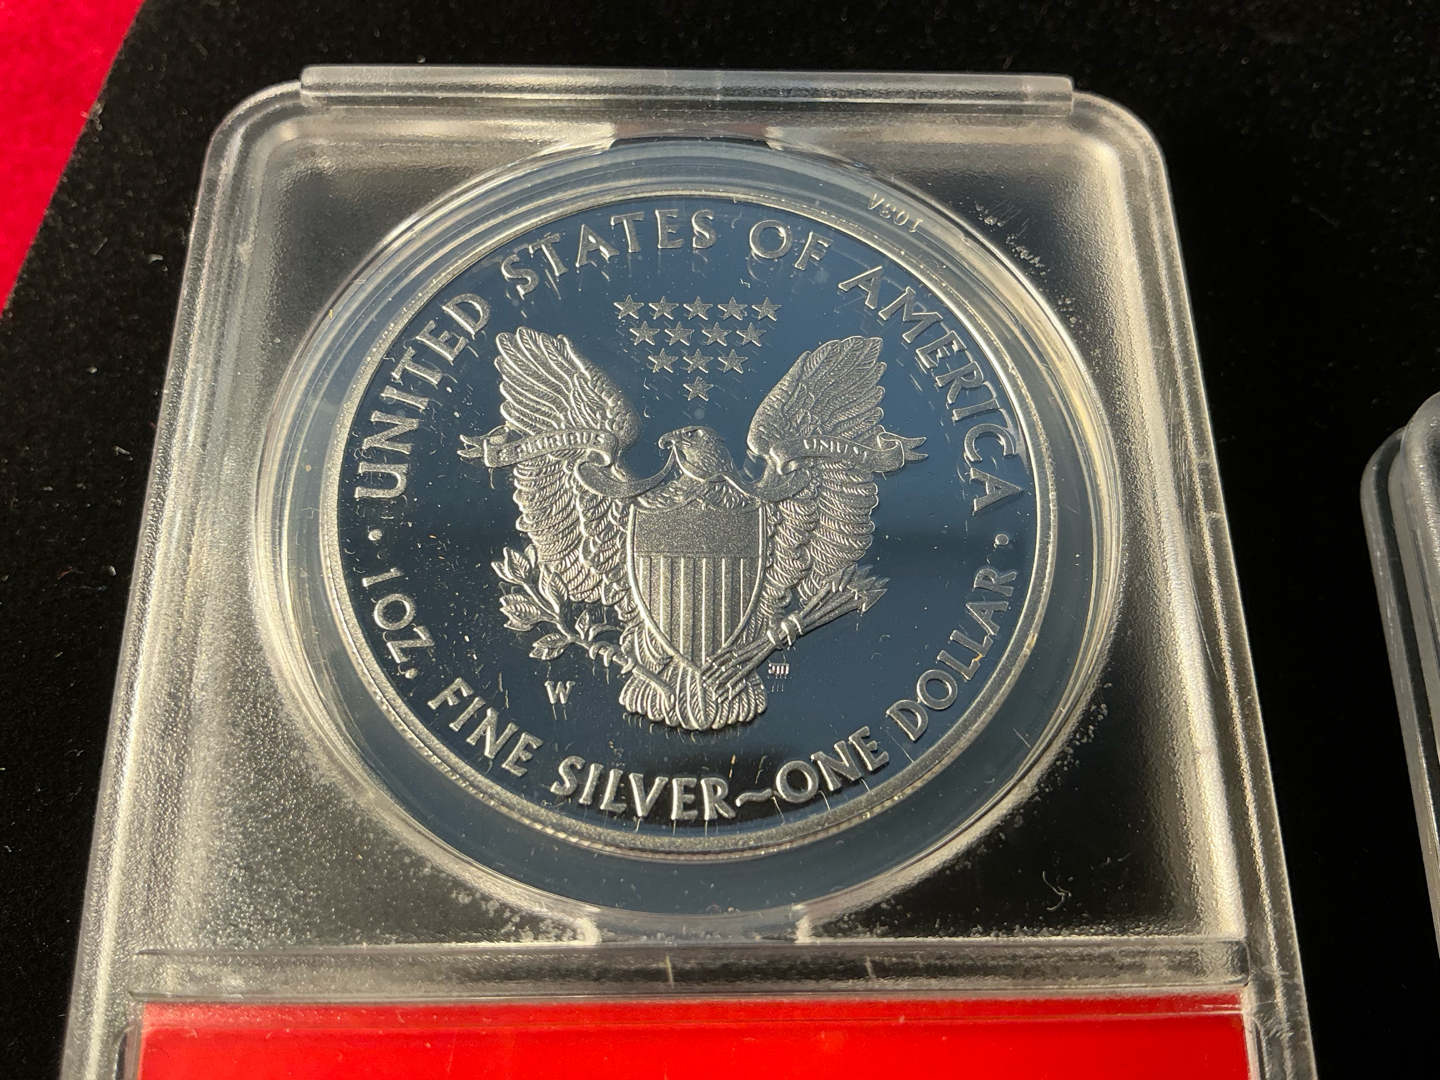 UNITED STATES OF AMERICA
E PLURIBUS UNUM
W
1 OZ. FINE SILVER~ONE DOLLAR